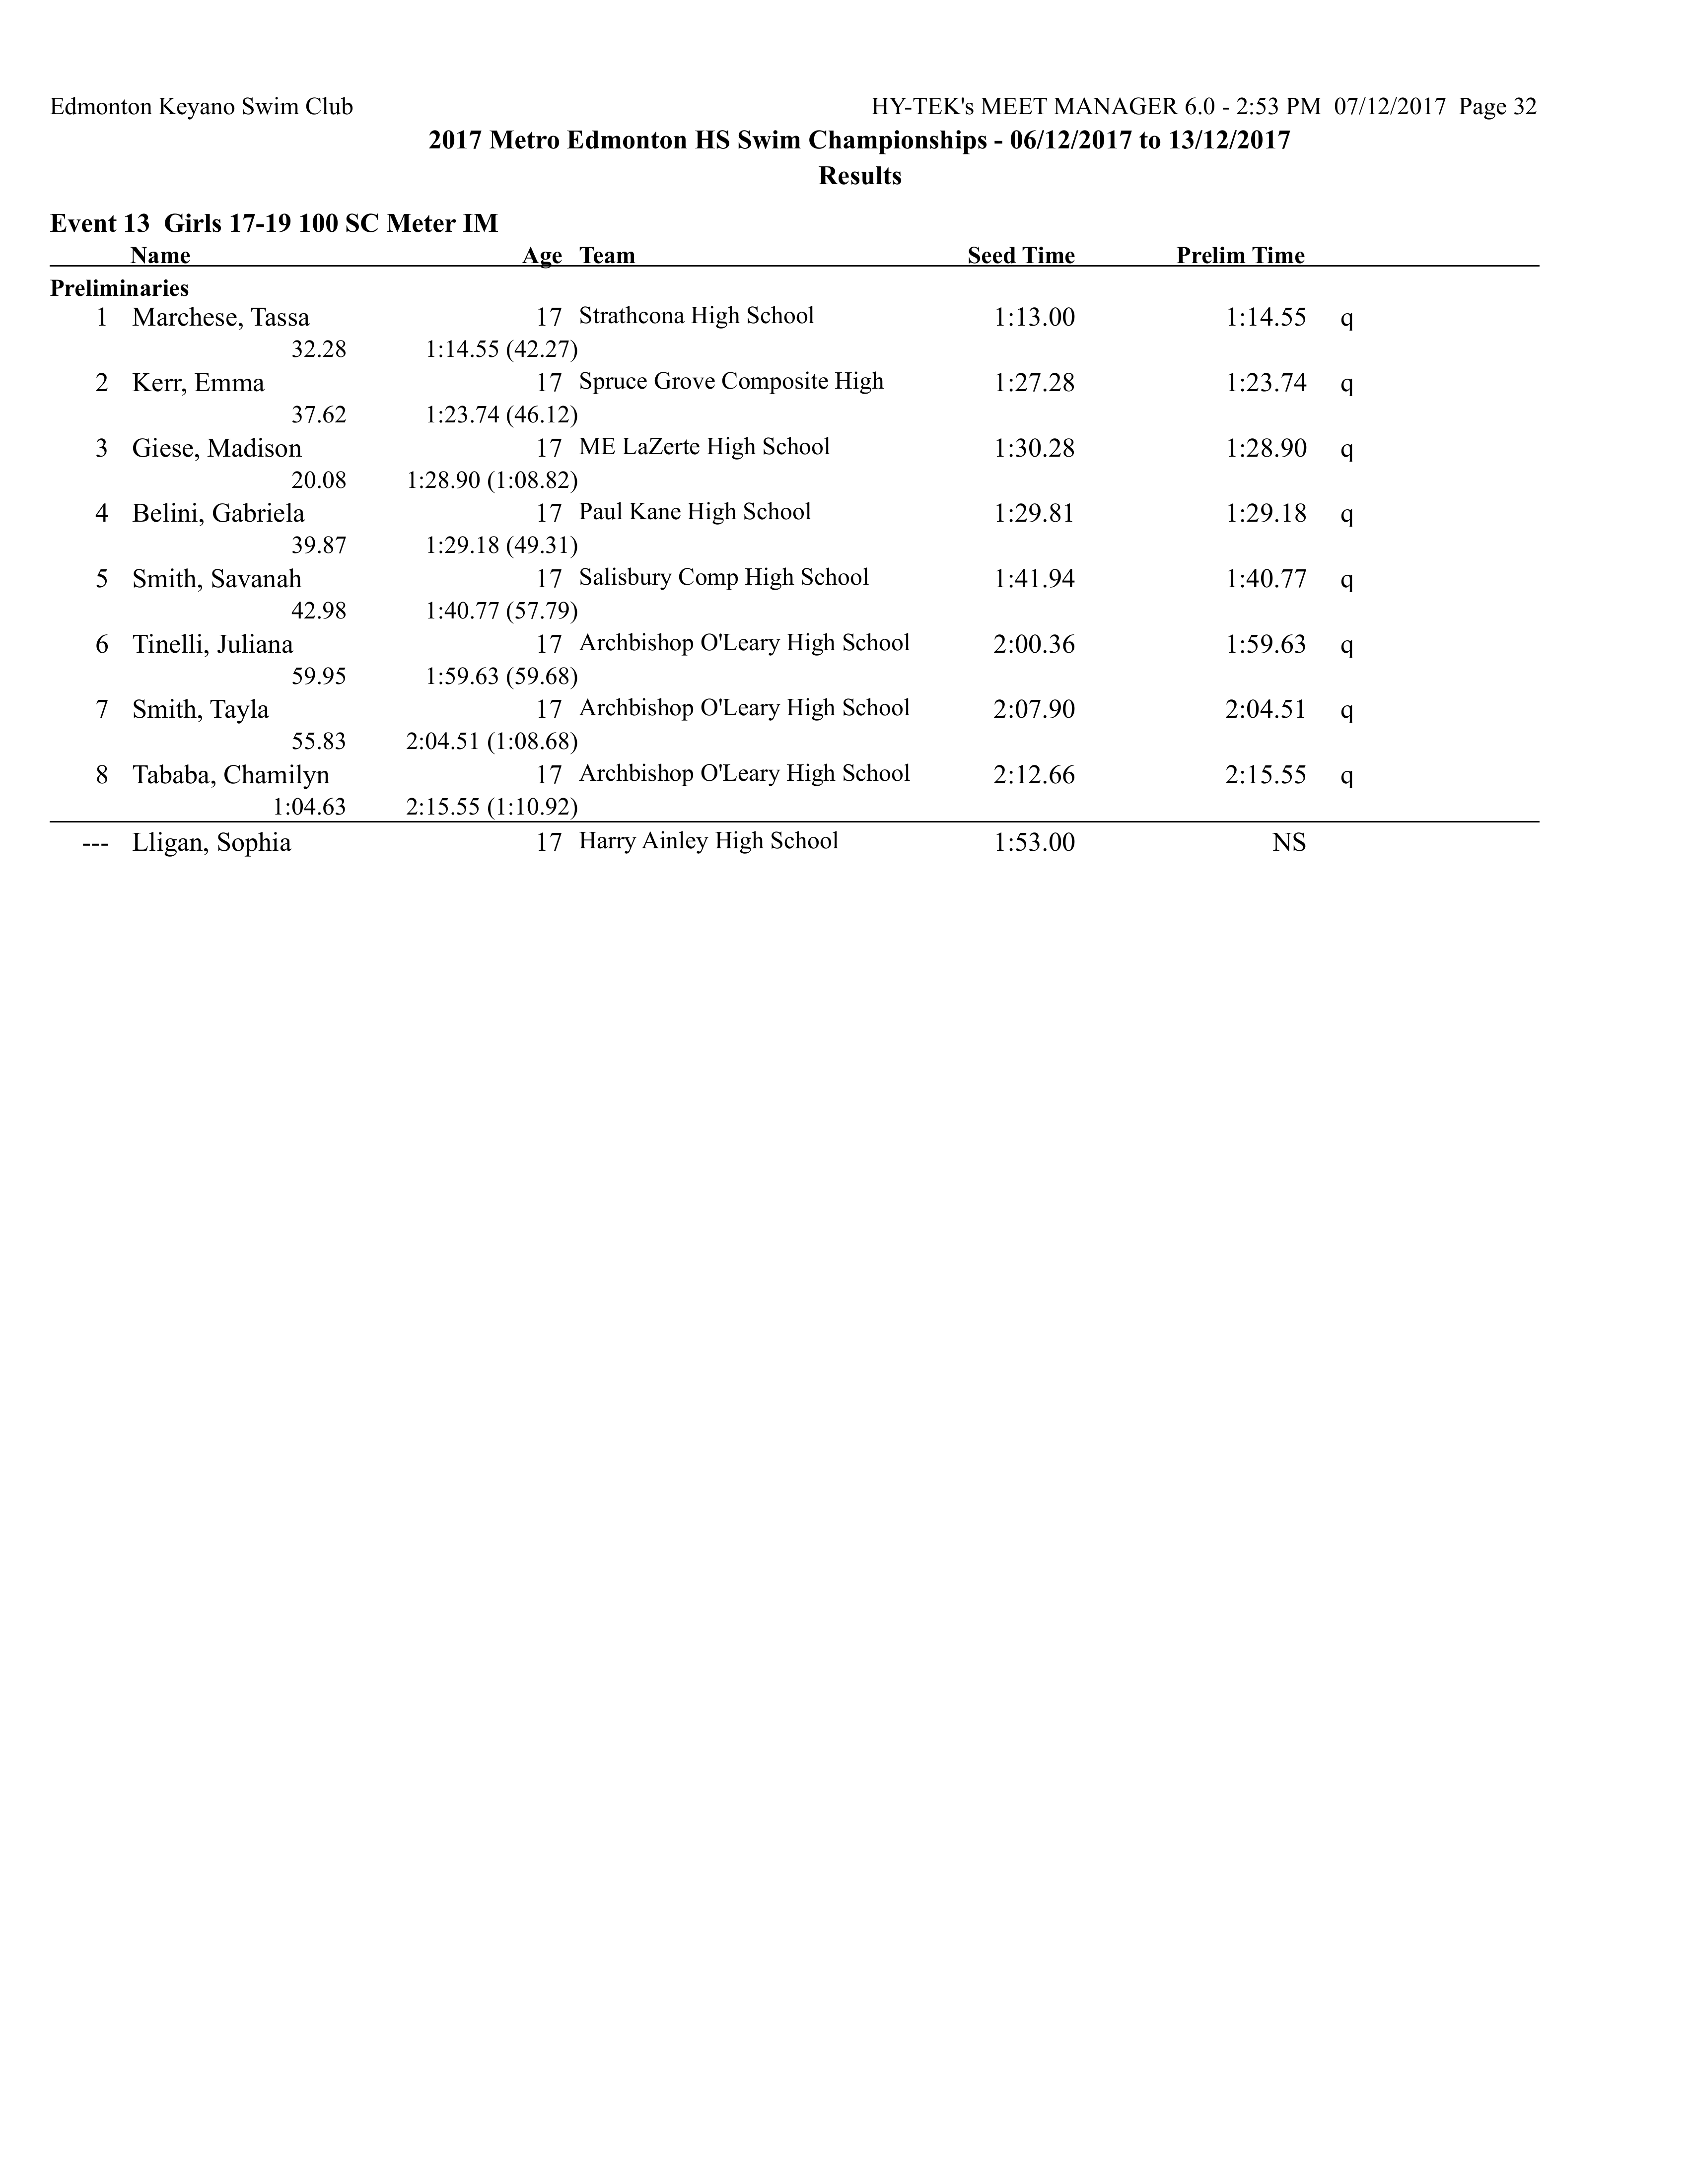 Edmonton Keyano Swim Club HY-TEK's MEET MANAGER 6.0 - 2:53 PM 07/12/2017 Page 32
2017 Metro Edmonton HS Swim Championships - 06/12/2017 to 13/12/2017
Results
Event 13 Girls 17-19 100 SC Meter IM
Name Age Team Seed Time Prelim Time
Preliminaries
1 Marchese, Tassa 17 Strathcona High School 1:13.00 1:14.55 q
32.28 1:14.55 (42.27)
2 Kerr, Emma 17 Spruce Grove Composite High 1:27.28 1:23.74 q
37.62 1:23.74 (46.12)
3 Giese, Madison 17 ME LaZerte High School 1:30.28 1:28.90 q
20.08 1:28.90 (1:08.82)
4 Belini, Gabriela 17 Paul Kane High School 1:29.81 1:29.18 q
39.87 1:29.18 (49.31)
5 Smith, Savanah 17 Salisbury Comp High School 1:41.94 1:40.77 q
42.98 1:40.77 (57.79)
6 Tinelli, Juliana 17 Archbishop O'Leary High School 2:00.36 1:59.63 q
59.95 1:59.63 (59.68)
7 Smith, Tayla 17 Archbishop O'Leary High School 2:07.90 2:04.51 q
55.83 2:04.51 (1:08.68)
8 Tababa, Chamilyn 17 Archbishop O'Leary High School 2:12.66 2:15.55 q
1:04.63 2:15.55 (1:10.92)
--- Lligan, Sophia 17 Harry Ainley High School 1:53.00 NS